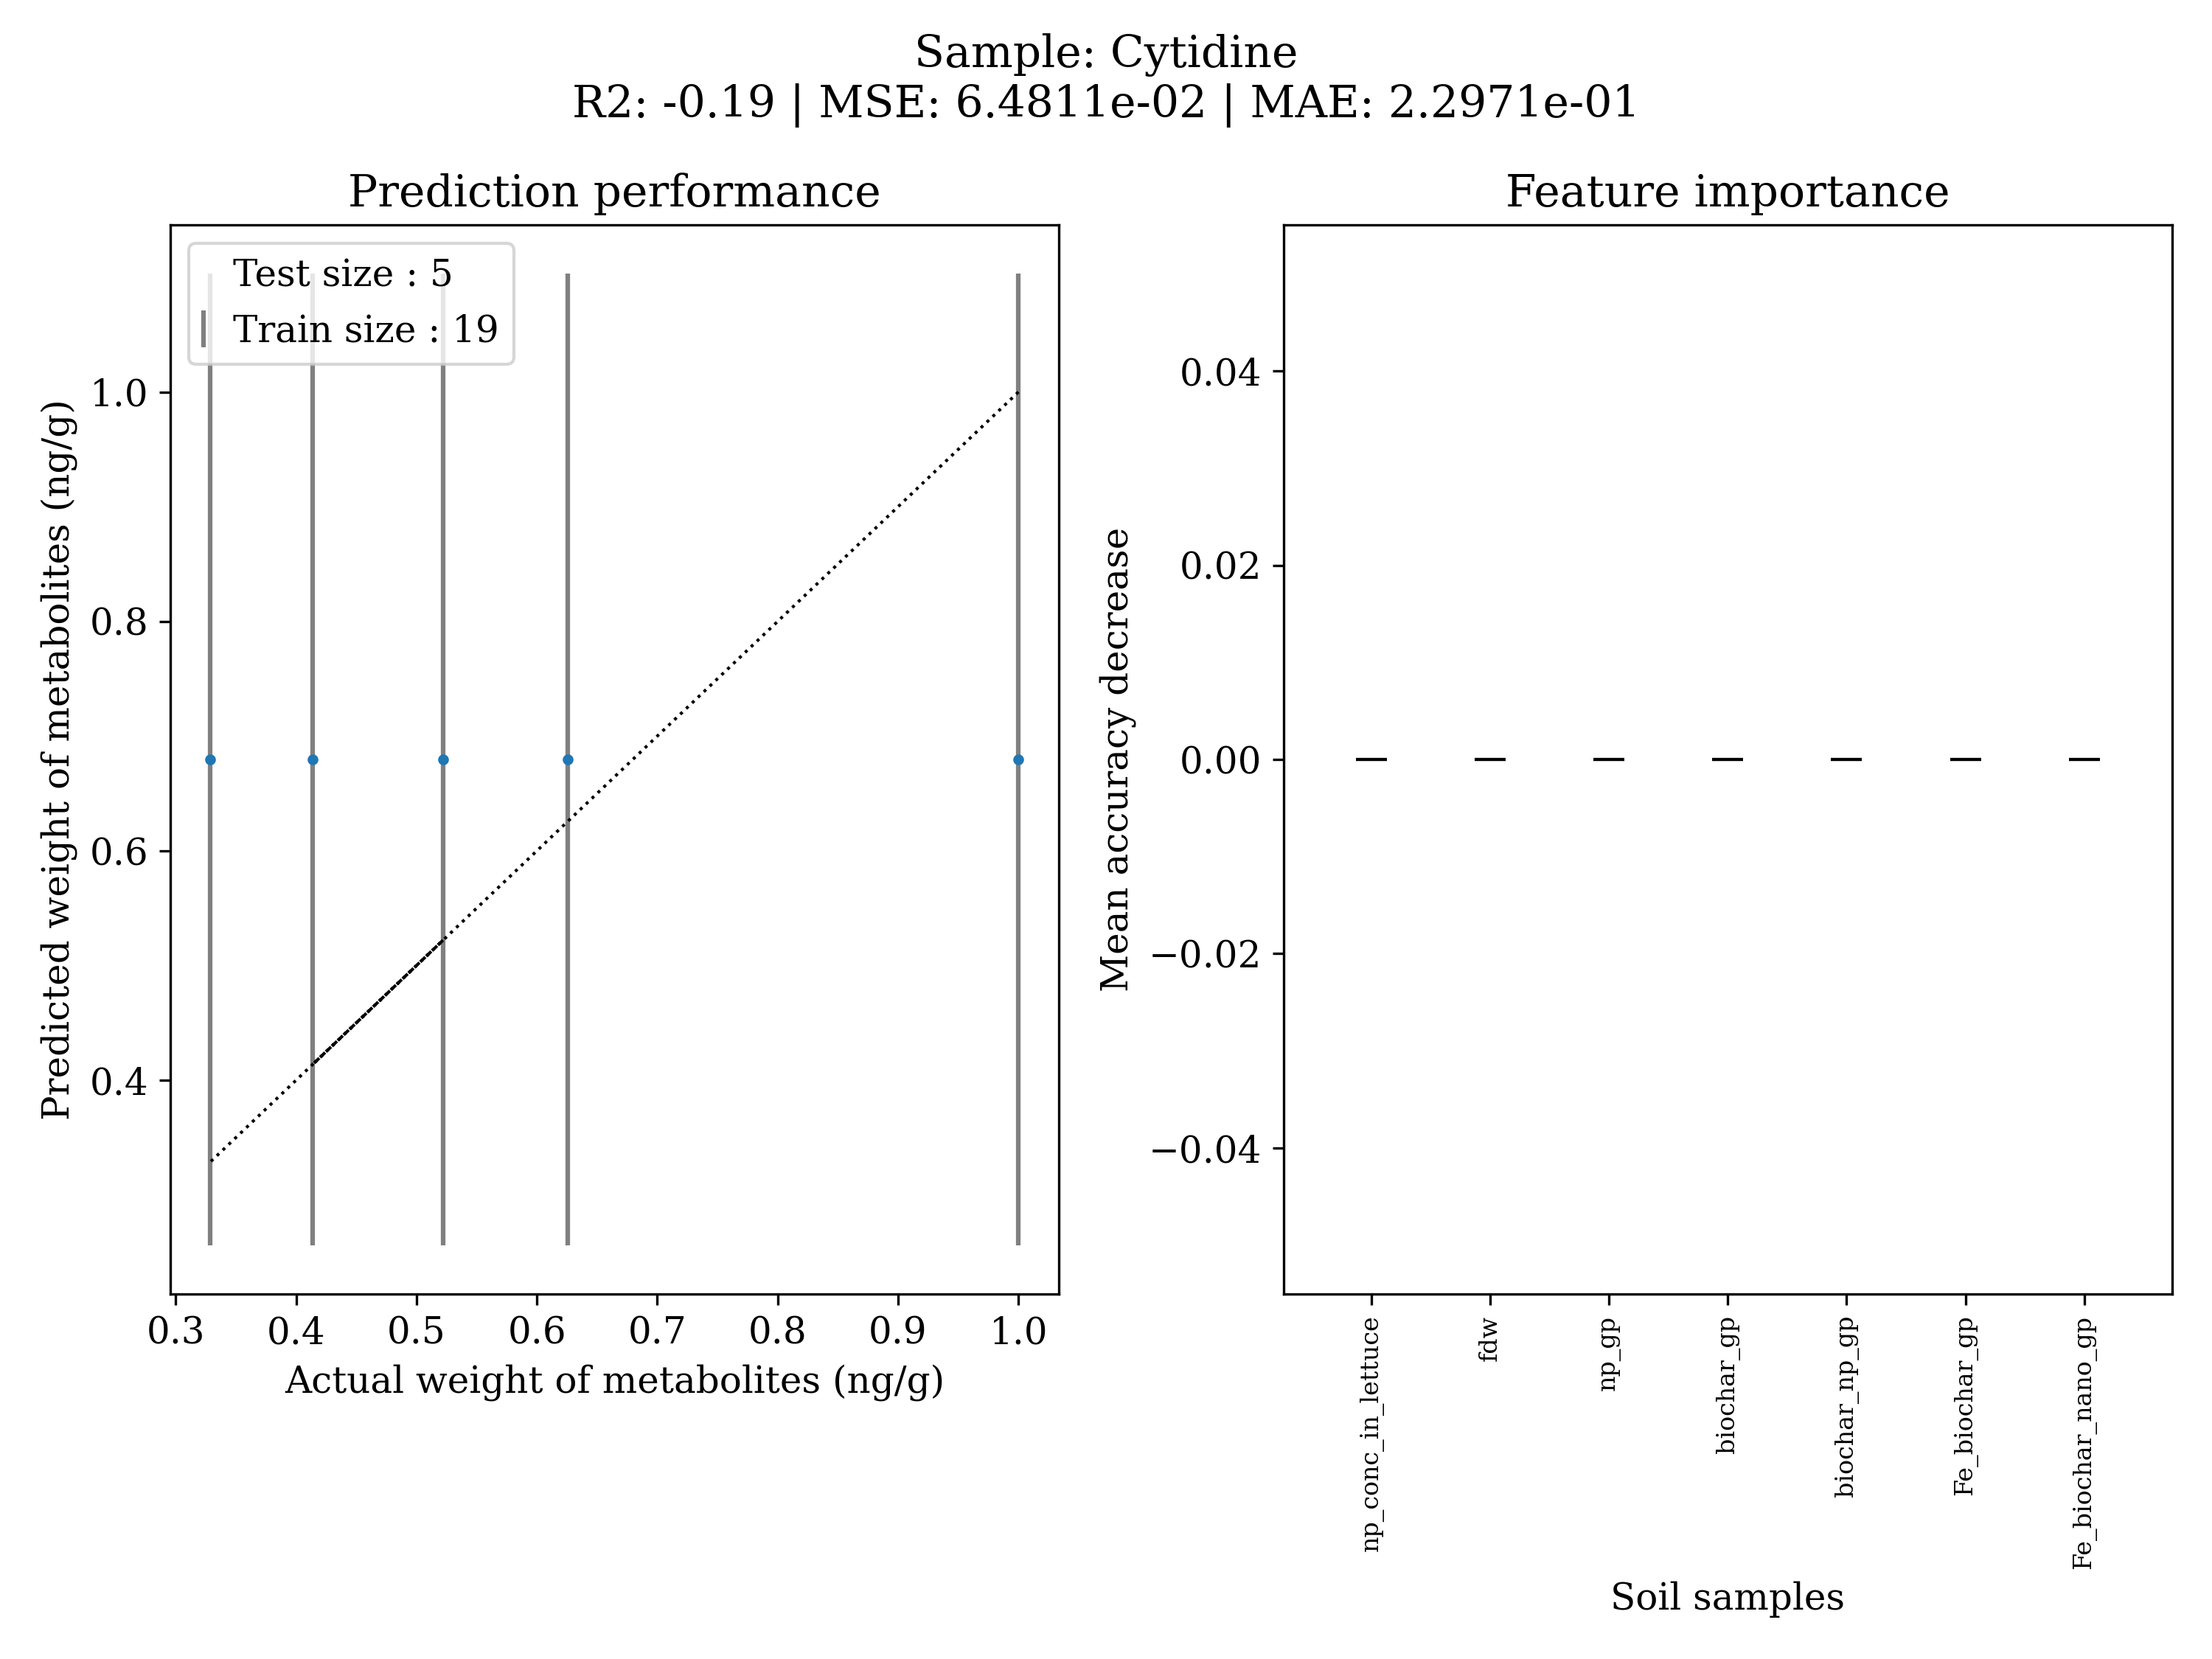 Sample: Cytidine
R2: -0.19 | MSE: 6.4811e-02 | MAE: 2.2971e-01
Prediction performance
Test size : 5
Train size : 19
1.0
0.8
0.6
0.4
Predicted weight of metabolites (ng/g)
0.3 0.4 0.5 0.6 0.7 0.8 0.9 1.0
Actual weight of metabolites (ng/g)
Feature importance
0.04
0.02
0.00
−0.02
−0.04
Mean accuracy decrease
np_conc_in_lettuce
fdw
np_gp
biochar_gp
biochar_np_gp
Fe_biochar_gp
Fe_biochar_nano_gp
Soil samples